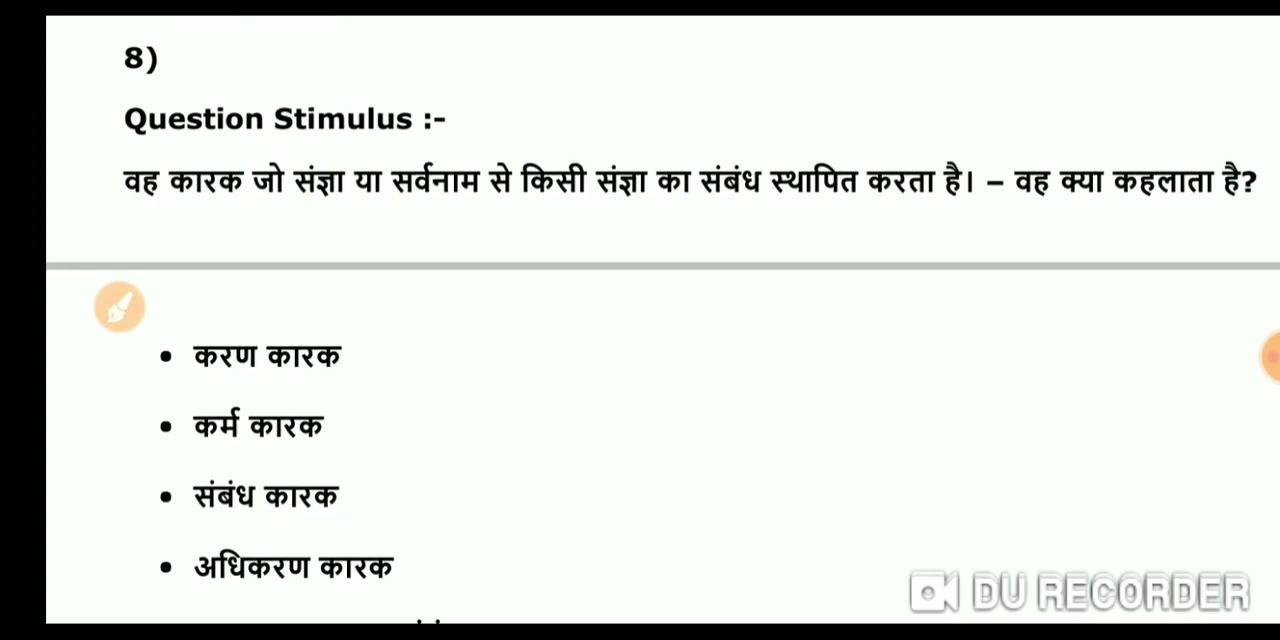 8)
Question Stimulus :-
वह कारक जो संज्ञा या सर्वनाम से किसी संज्ञा का संबंध स्थापित करता है। – वह क्या कहलाता है?
• करण कारक
• कर्म कारक
• संबंध कारक
• अधिकरण कारक
DU RECORDER